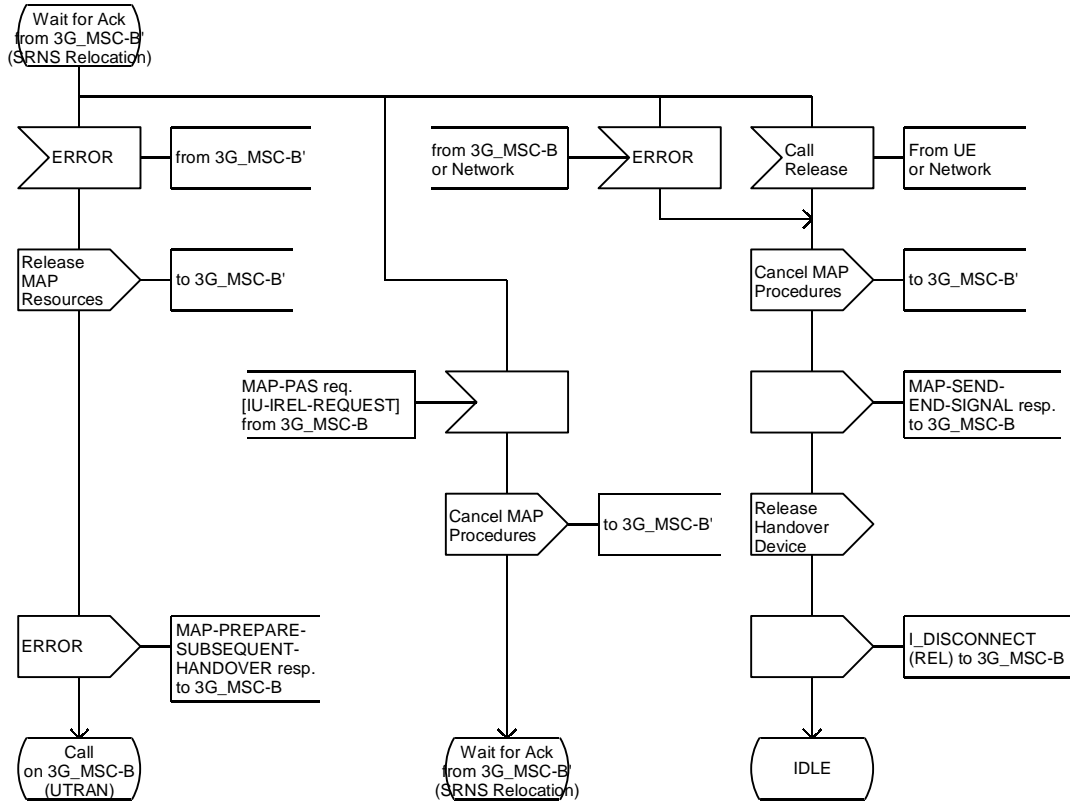 Wait for Ack
from 3G_MSC-B'
(SRNS Relocation)
ERROR
from 3G_MSC-B'
from 3G_MSC-B
or Network
ERROR
Call
Release
From UE
or Network
Release
MAP
Resources
to 3G_MSC-B'
Cancel MAP
Procedures
to 3G_MSC-B'
MAP-PAS req.
[IU-IREL-REQUEST]
from 3G_MSC-B
MAP-SEND-
END-SIGNAL resp.
to 3G_MSC-B
Cancel MAP
Procedures
to 3G_MSC-B'
Release
Handover
Device
ERROR
MAP-PREPARE-
SUBSEQUENT-
HANDOVER resp.
to 3G_MSC-B
I_DISCONNECT
(REL) to 3G_MSC-B
Call
on 3G_MSC-B
(UTRAN)
Wait for Ack
from 3G_MSC-B'
(SRNS Relocation)
IDLE